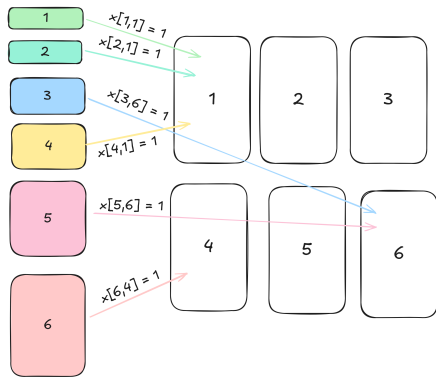 1
x[1,1] = 1
2
x[2,1] = 1
3
x[3,6] = 1
4
x[4,1] = 1
5
x[5,6] = 1
6
x[6,4] = 1
1
2
3
4
5
6